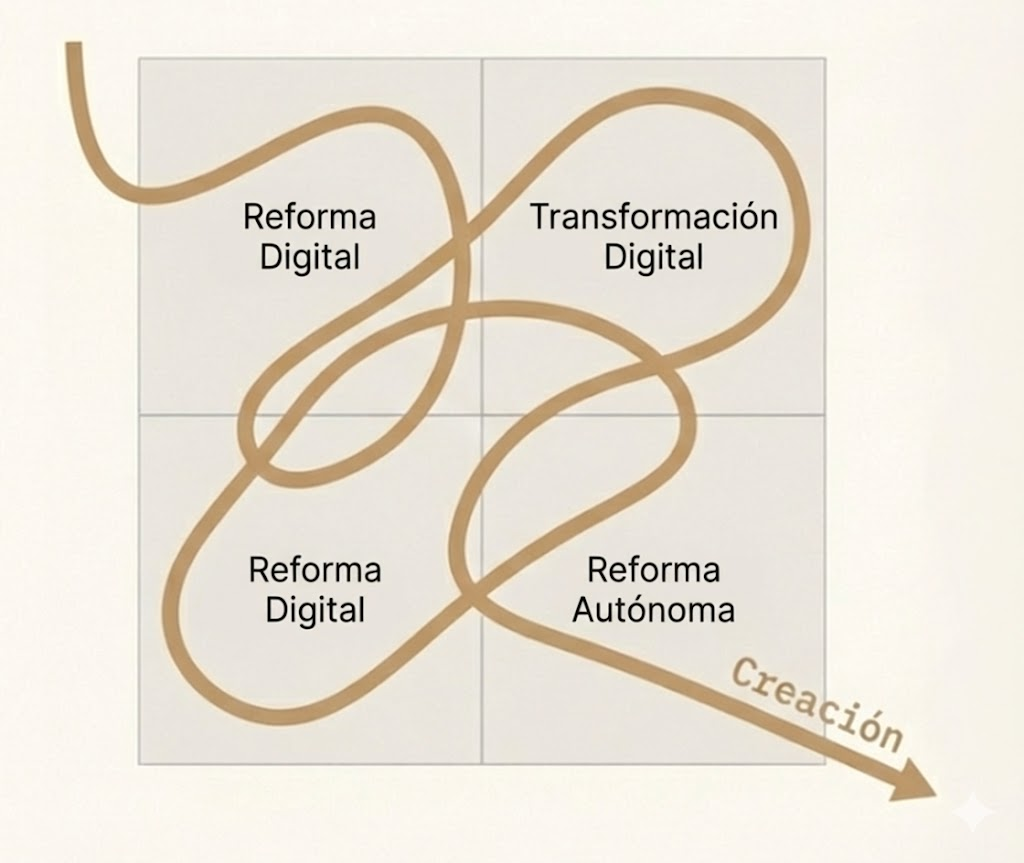 Reforma
Digital
Transformación
Digital
Reforma
Digital
Reforma
Autónoma
Creación